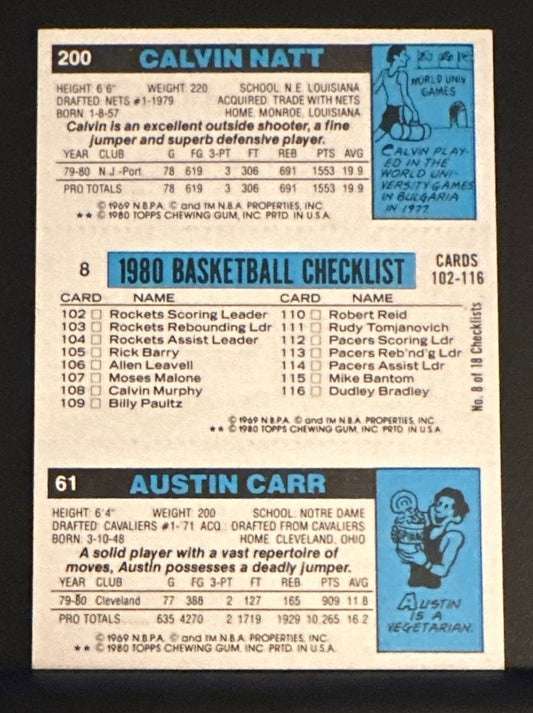 200 CALVIN NATT
HEIGHT: 6'6" WEIGHT: 220 SCHOOL: N.E. LOUISIANA
DRAFTED: NETS #1-1979 ACQUIRED: TRADE WITH NETS
BORN: 1-8-57 HOME: MONROE, LOUISIANA
Calvin is an excellent outside shooter, a fine
jumper and superb defensive player.
YEAR CLUB G FG 3-PT FT REB PTS AVG
79-80 N.J.-Port. 78 619 3 306 691 1553 19.9
PRO TOTALS 78 619 3 306 691 1553 19.9
© 1969 N.B.P.A. © and TM N.B.A. PROPERTIES, INC.
★★ © 1980 TOPPS CHEWING GUM, INC. PRTD. IN U.S.A.
WORLD UNIV.
GAMES
CALVIN PLAY-
ED IN THE
WORLD UNI-
VERSITY GAMES
IN BULGARIA
IN 1977.
8 1980 BASKETBALL CHECKLIST CARDS
102-116
CARD NAME CARD NAME
102 □ Rockets Scoring Leader 110 □ Robert Reid
103 □ Rockets Rebounding Ldr 111 □ Rudy Tomjanovich
104 □ Rockets Assist Leader 112 □ Pacers Scoring Ldr
105 □ Rick Barry 113 □ Pacers Reb'nd'g Ldr
106 □ Allen Leavell 114 □ Pacers Assist Ldr
107 □ Moses Malone 115 □ Mike Bantom
108 □ Calvin Murphy 116 □ Dudley Bradley
109 □ Billy Paultz
No. 8 of 18 Checklists
© 1969 N.B.P.A. © and TM N.B.A. PROPERTIES, INC.
★★ © 1980 TOPPS CHEWING GUM, INC. PRTD. IN U.S.A.
61 AUSTIN CARR
HEIGHT: 6'4" WEIGHT: 200 SCHOOL: NOTRE DAME
DRAFTED: CAVALIERS #1-71 ACQ.: DRAFTED FROM CAVALIERS
BORN: 3-10-48 HOME: CLEVELAND, OHIO
A solid player with a vast repertoire of
moves, Austin possesses a deadly jumper.
YEAR CLUB G FG 3-PT FT REB PTS AVG
79-80 Cleveland 77 388 2 127 165 909 11.8
PRO TOTALS 635 4270 2 1719 1929 10,265 16.2
© 1969 N.B.P.A. © and TM N.B.A. PROPERTIES, INC.
★★ © 1980 TOPPS CHEWING GUM, INC. PRTD. IN U.S.A.
AUSTIN
IS A
VEGETARIAN.